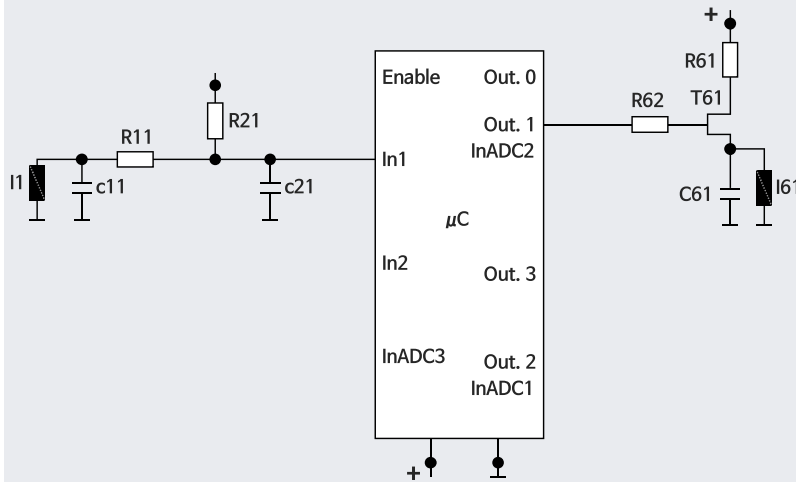 +
R61
Enable
Out. 0
T61
R62
R21
Out. 1
R11
InADC2
In1
I1
c11
c21
C61
I61
μC
In2
Out. 3
InADC3
Out. 2
InADC1
+